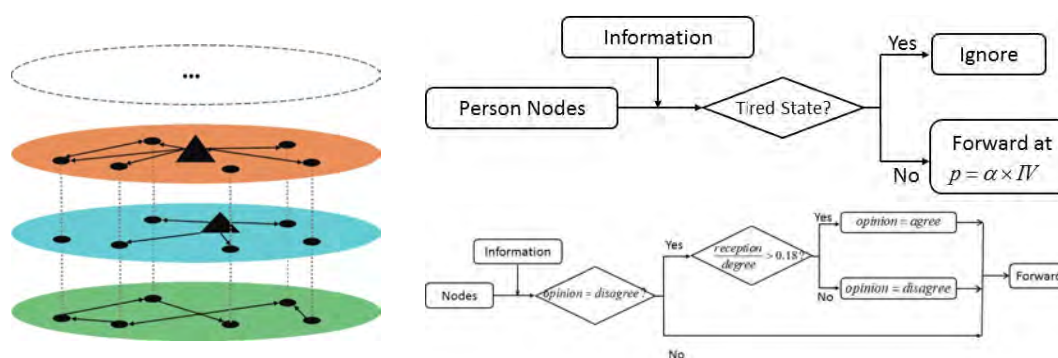 ...
Information
Person Nodes
Tired State?
Yes
Ignore
No
Forward at
p = α × IV
Information
Nodes
opinion = disagree?
Yes
reception
degree > 0.18?
Yes
opinion = agree
No
opinion = disagree
Forward
No